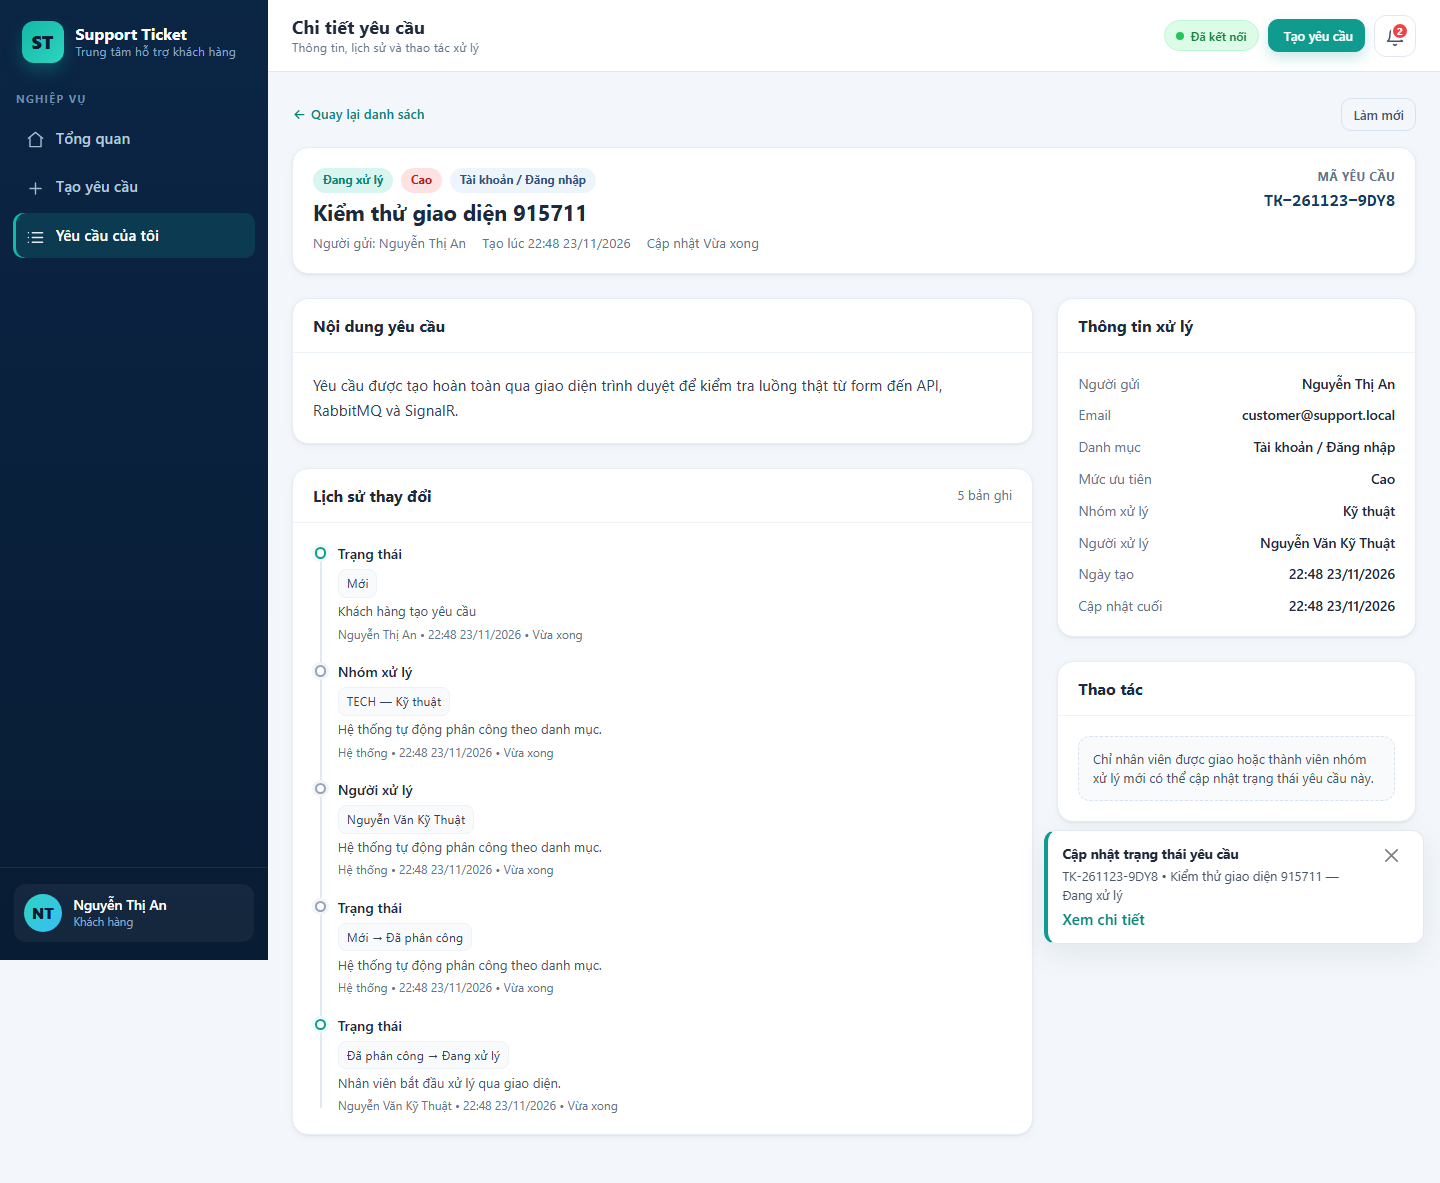 ST
Support Ticket
Trung tâm hỗ trợ khách hàng
NGHIỆP VỤ
Tổng quan
Tạo yêu cầu
Yêu cầu của tôi
NT
Nguyễn Thị An
Khách hàng
Chi tiết yêu cầu
Thông tin, lịch sử và thao tác xử lý
Đã kết nối
Tạo yêu cầu
2
← Quay lại danh sách
Làm mới
Đang xử lý
Cao
Tài khoản / Đăng nhập
Kiểm thử giao diện 915711
Người gửi: Nguyễn Thị An
Tạo lúc 22:48 23/11/2026
Cập nhật Vừa xong
MÃ YÊU CẦU
TK-261123-9DY8
Nội dung yêu cầu
Yêu cầu được tạo hoàn toàn qua giao diện trình duyệt để kiểm tra luồng thật từ form đến API,
RabbitMQ và SignalR.
Lịch sử thay đổi
5 bản ghi
Trạng thái
Mới
Khách hàng tạo yêu cầu
Nguyễn Thị An • 22:48 23/11/2026 • Vừa xong
Nhóm xử lý
TECH — Kỹ thuật
Hệ thống tự động phân công theo danh mục.
Hệ thống • 22:48 23/11/2026 • Vừa xong
Người xử lý
Nguyễn Văn Kỹ Thuật
Hệ thống tự động phân công theo danh mục.
Hệ thống • 22:48 23/11/2026 • Vừa xong
Trạng thái
Mới → Đã phân công
Hệ thống tự động phân công theo danh mục.
Hệ thống • 22:48 23/11/2026 • Vừa xong
Trạng thái
Đã phân công → Đang xử lý
Nhân viên bắt đầu xử lý qua giao diện.
Nguyễn Văn Kỹ Thuật • 22:48 23/11/2026 • Vừa xong
Thông tin xử lý
Người gửi
Nguyễn Thị An
Email
customer@support.local
Danh mục
Tài khoản / Đăng nhập
Mức ưu tiên
Cao
Nhóm xử lý
Kỹ thuật
Người xử lý
Nguyễn Văn Kỹ Thuật
Ngày tạo
22:48 23/11/2026
Cập nhật cuối
22:48 23/11/2026
Thao tác
Chỉ nhân viên được giao hoặc thành viên nhóm
xử lý mới có thể cập nhật trạng thái yêu cầu này.
Cập nhật trạng thái yêu cầu
TK-261123-9DY8 • Kiểm thử giao diện 915711 —
Đang xử lý
Xem chi tiết